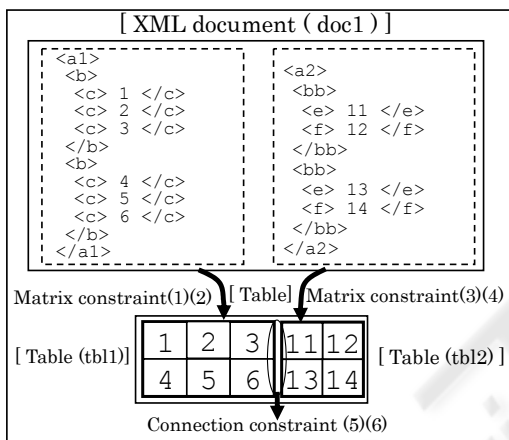 [ XML document ( doc1 ) ]
<a1>
<b>
<c> 1 </c>
<c> 2 </c>
<c> 3 </c>
</b>
<b>
<c> 4 </c>
<c> 5 </c>
<c> 6 </c>
</b>
</a1>
<a2>
<bb>
<e> 11 </e>
<f> 12 </f>
</bb>
<bb>
<e> 13 </e>
<f> 14 </f>
</bb>
</a2>
Matrix constraint(1)(2)
[ Table]
Matrix constraint(3)(4)
[ Table (tbl1)]
1 2 3 11 12
4 5 6 13 14
[ Table (tbl2) ]
Connection constraint (5)(6)